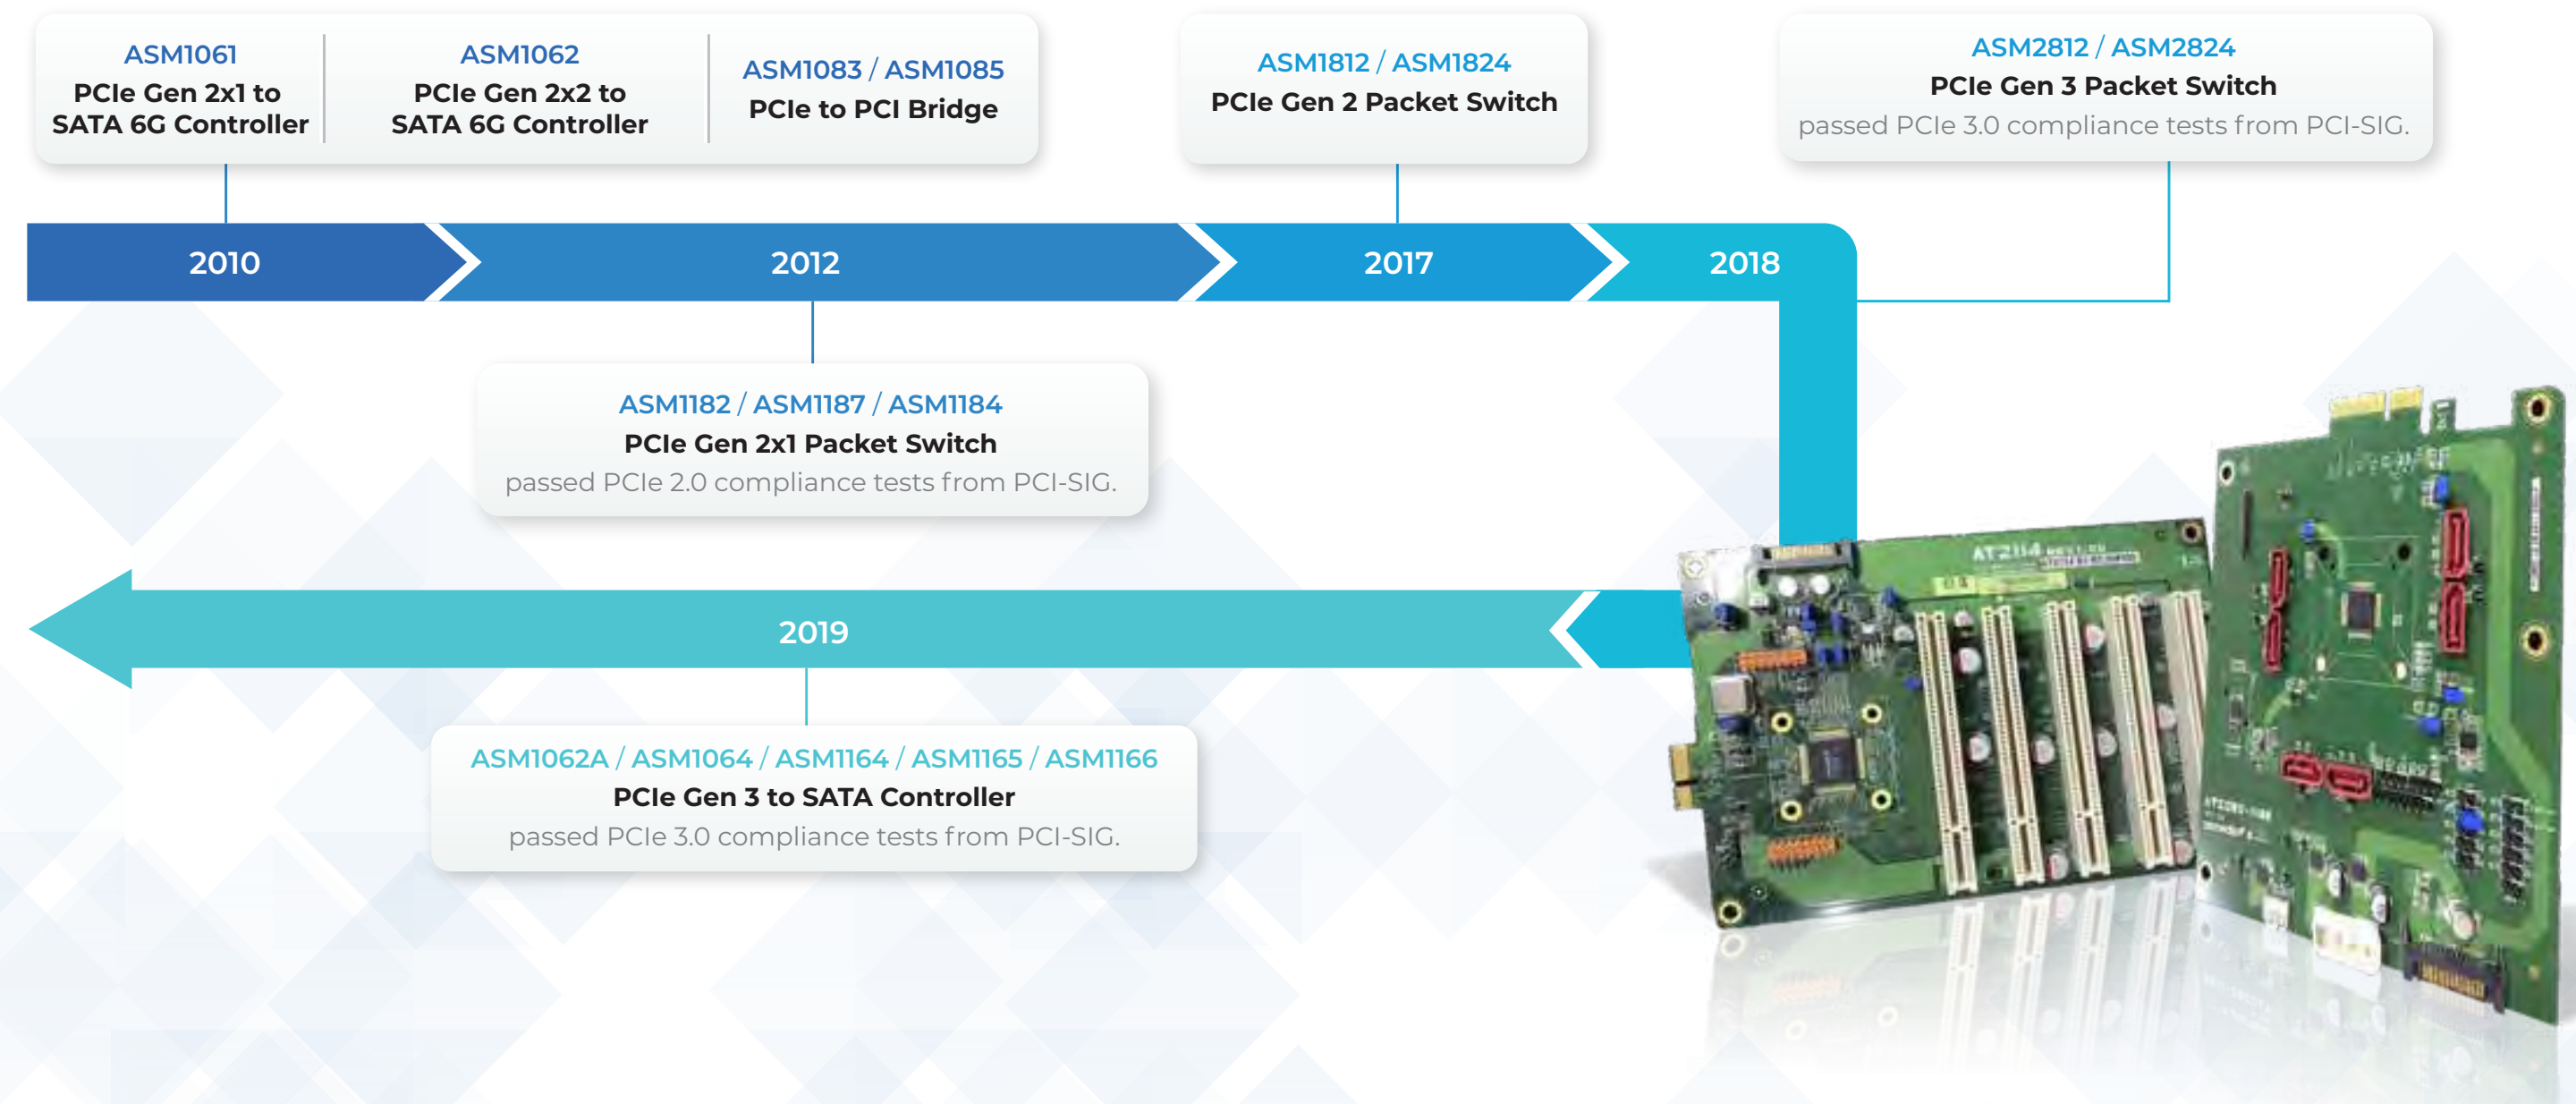 ASM1061
PCIe Gen 2x1 to
SATA 6G Controller
ASM1062
PCIe Gen 2x2 to
SATA 6G Controller
ASM1083 / ASM1085
PCIe to PCI Bridge
ASM1812 / ASM1824
PCIe Gen 2 Packet Switch
ASM2812 / ASM2824
PCIe Gen 3 Packet Switch
passed PCIe 3.0 compliance tests from PCI-SIG.
2010
2012
2017
2018
ASM1182 / ASM1187 / ASM1184
PCIe Gen 2x1 Packet Switch
passed PCIe 2.0 compliance tests from PCI-SIG.
2019
ASM1062A / ASM1064 / ASM1164 / ASM1165 / ASM1166
PCIe Gen 3 to SATA Controller
passed PCIe 3.0 compliance tests from PCI-SIG.
AT2114